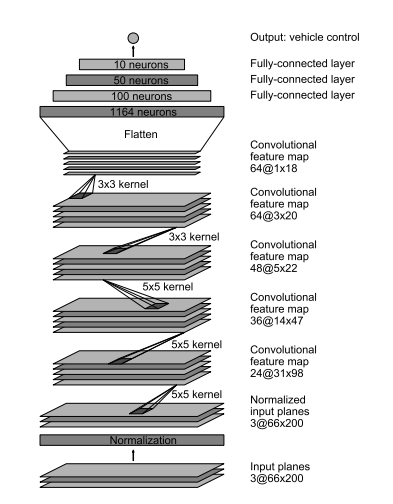 Output: vehicle control
10 neurons
Fully-connected layer
50 neurons
Fully-connected layer
100 neurons
Fully-connected layer
1164 neurons
Flatten
Convolutional
feature map
64@1x18
3x3 kernel
Convolutional
feature map
64@3x20
3x3 kernel
Convolutional
feature map
48@5x22
5x5 kernel
Convolutional
feature map
36@14x47
5x5 kernel
Convolutional
feature map
24@31x98
5x5 kernel
Normalized
input planes
3@66x200
Normalization
Input planes
3@66x200